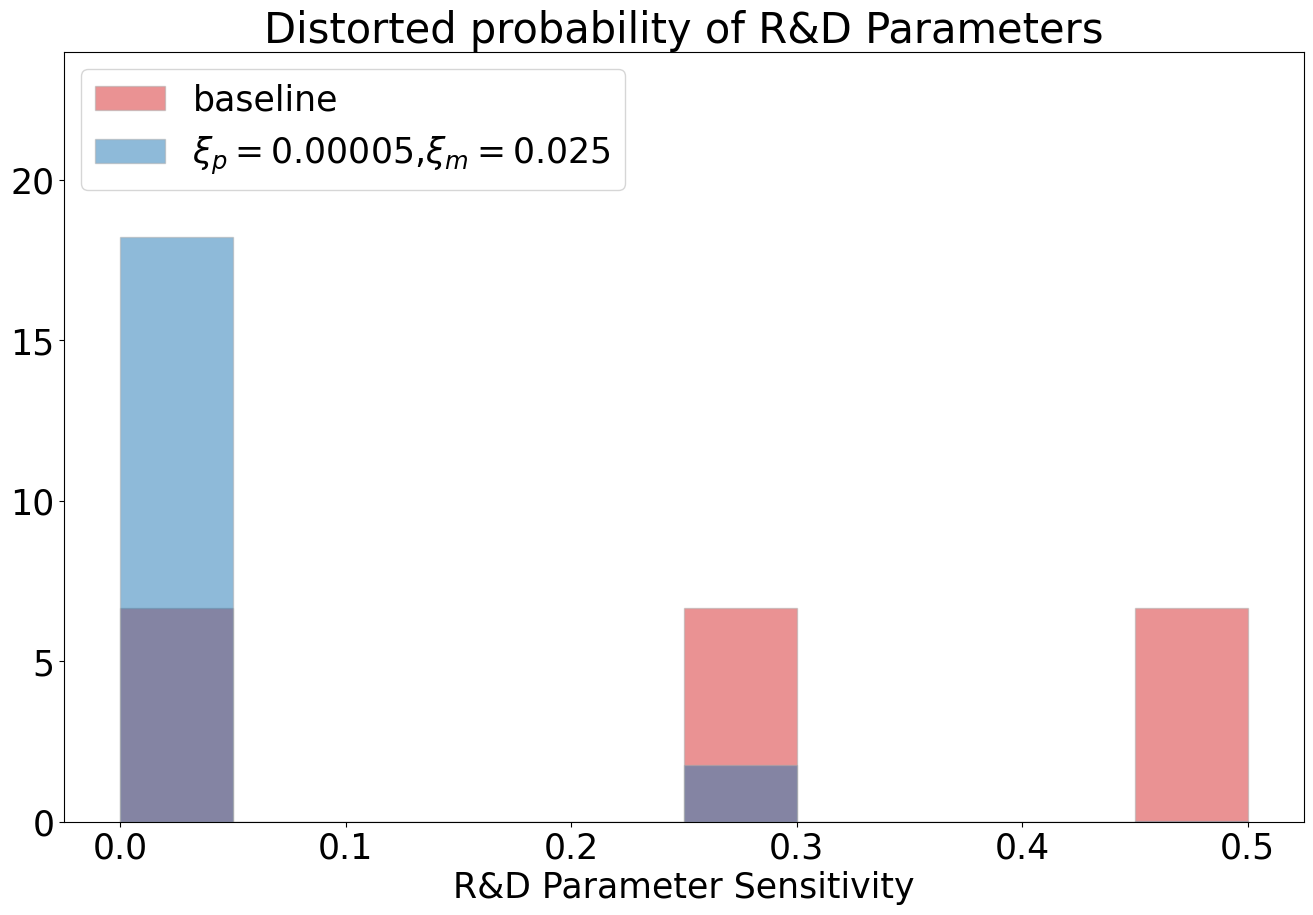 Distorted probability of R&D Parameters
baseline
ξₚ = 0.00005,ξₘ = 0.025
20
15
10
5
0
0.0 0.1 0.2 0.3 0.4 0.5
R&D Parameter Sensitivity